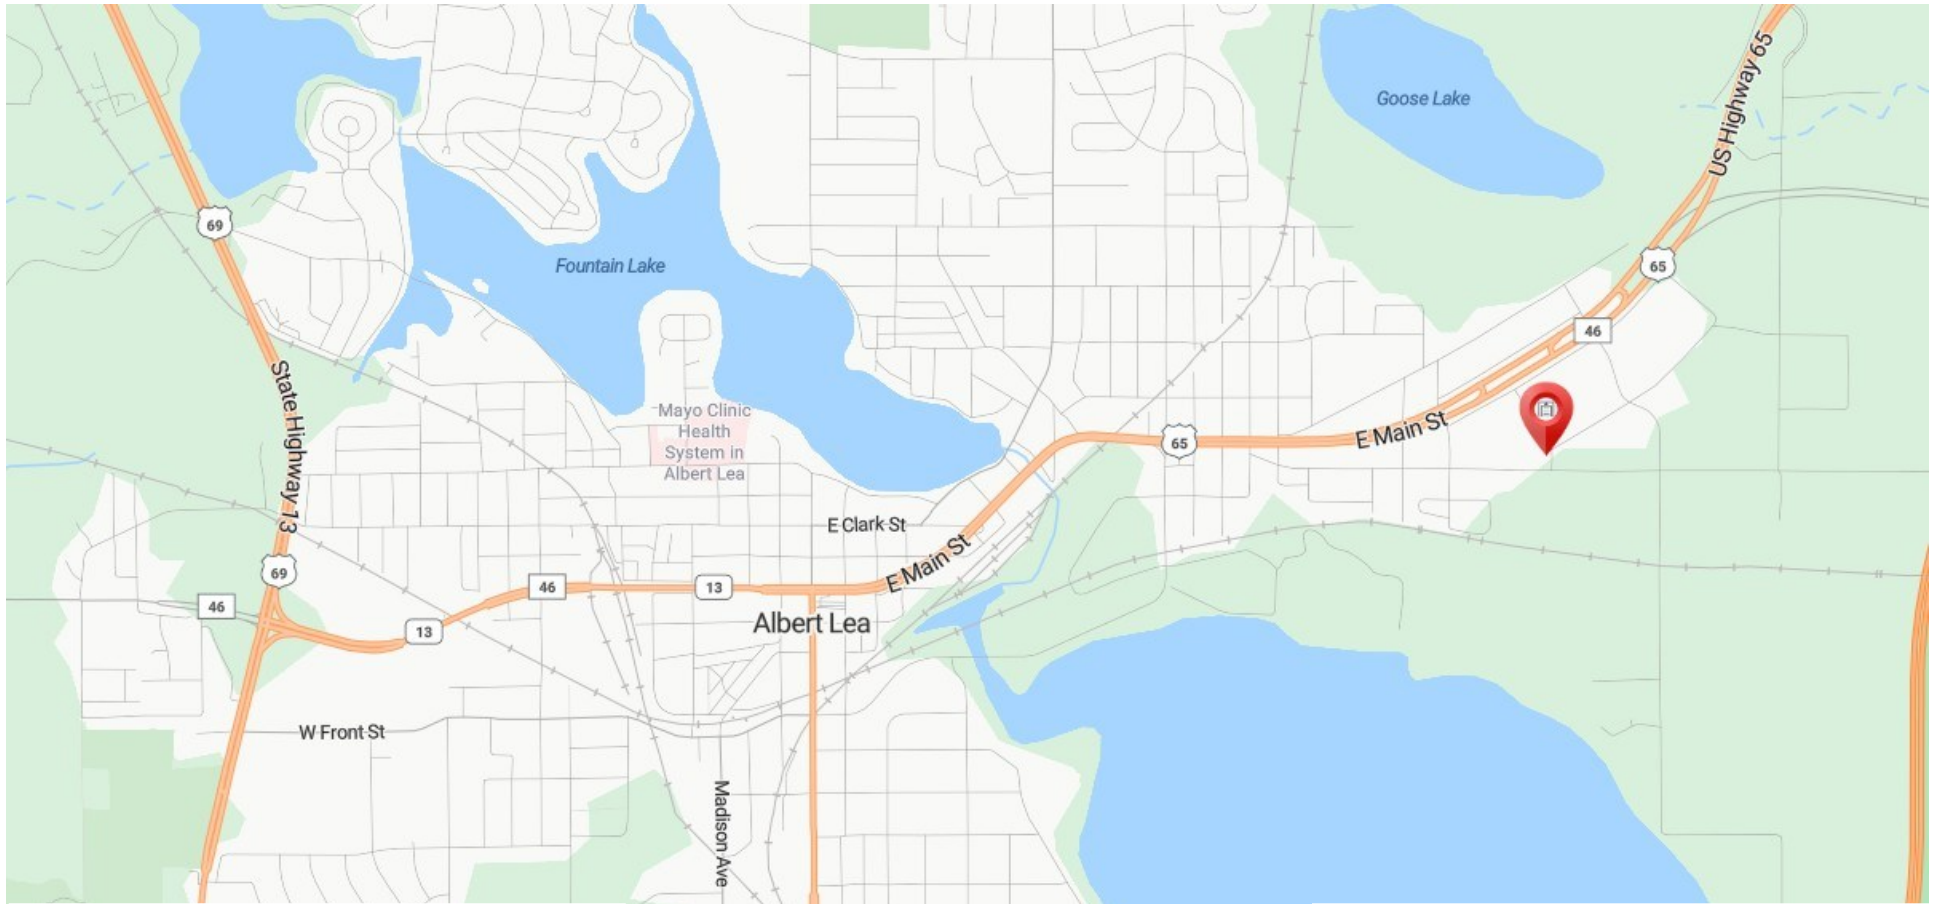 Goose Lake
US Highway 65
69
Fountain Lake
65
46
State Highway 13
Mayo Clinic
Health
System in
Albert Lea
E Main St
65
E Clark St
E Main St
69
46
13
46
13
Albert Lea
W Front St
Madison Ave